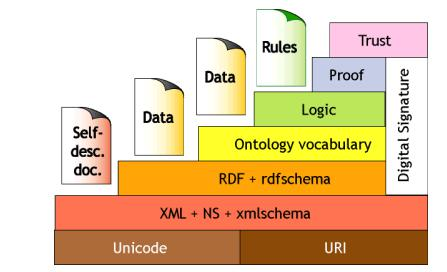 Trust
Rules
Proof
Data
Logic
Data
Digital Signature
Self-
desc.
doc.
Ontology vocabulary
RDF + rdfschema
XML + NS + xmlschema
Unicode
URI